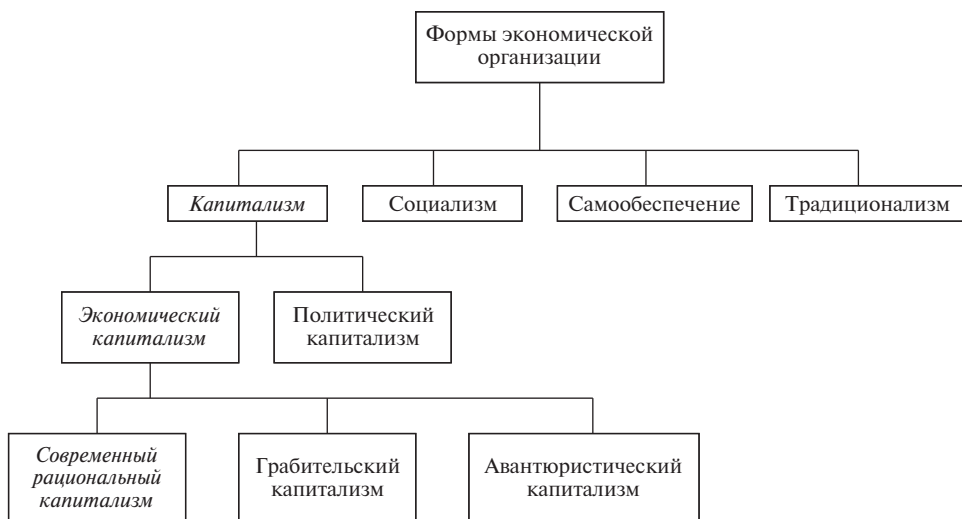 Формы экономической
организации
Капитализм
Социализм
Самообеспечение
Традиционализм
Экономический
капитализм
Политический
капитализм
Современный
рациональный
капитализм
Грабительский
капитализм
Авантюристический
капитализм